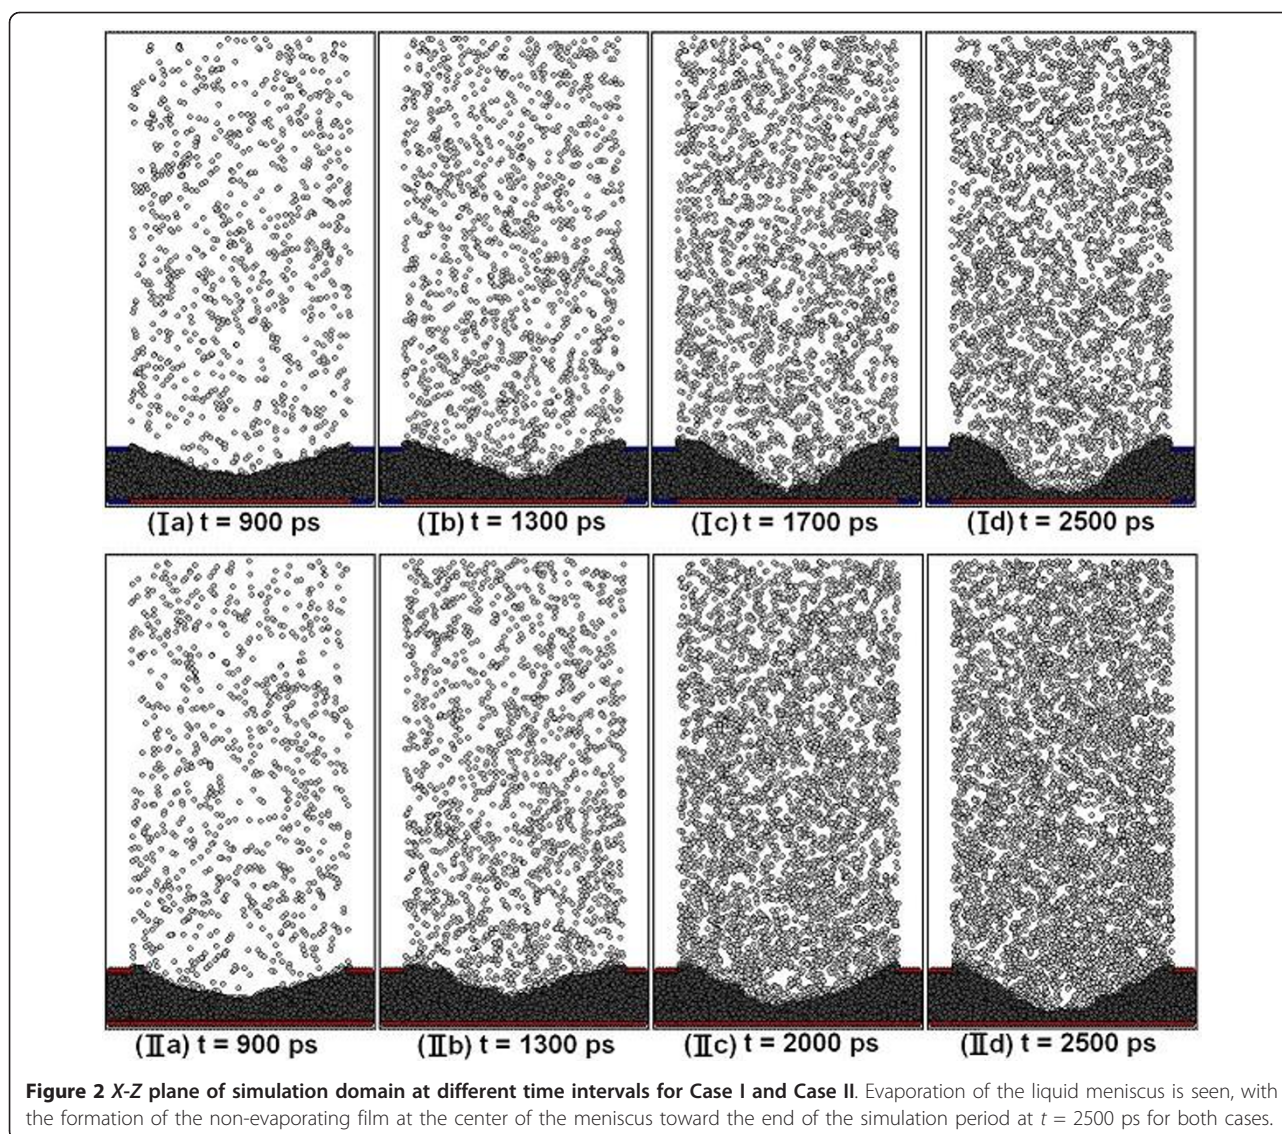 (Ia) t = 900 ps (Ib) t = 1300 ps (Ic) t = 1700 ps (Id) t = 2500 ps
(IIa) t = 900 ps (IIb) t = 1300 ps (IIc) t = 2000 ps (IId) t = 2500 ps
Figure 2 X-Z plane of simulation domain at different time intervals for Case I and Case II. Evaporation of the liquid meniscus is seen, with
the formation of the non-evaporating film at the center of the meniscus toward the end of the simulation period at t = 2500 ps for both cases.